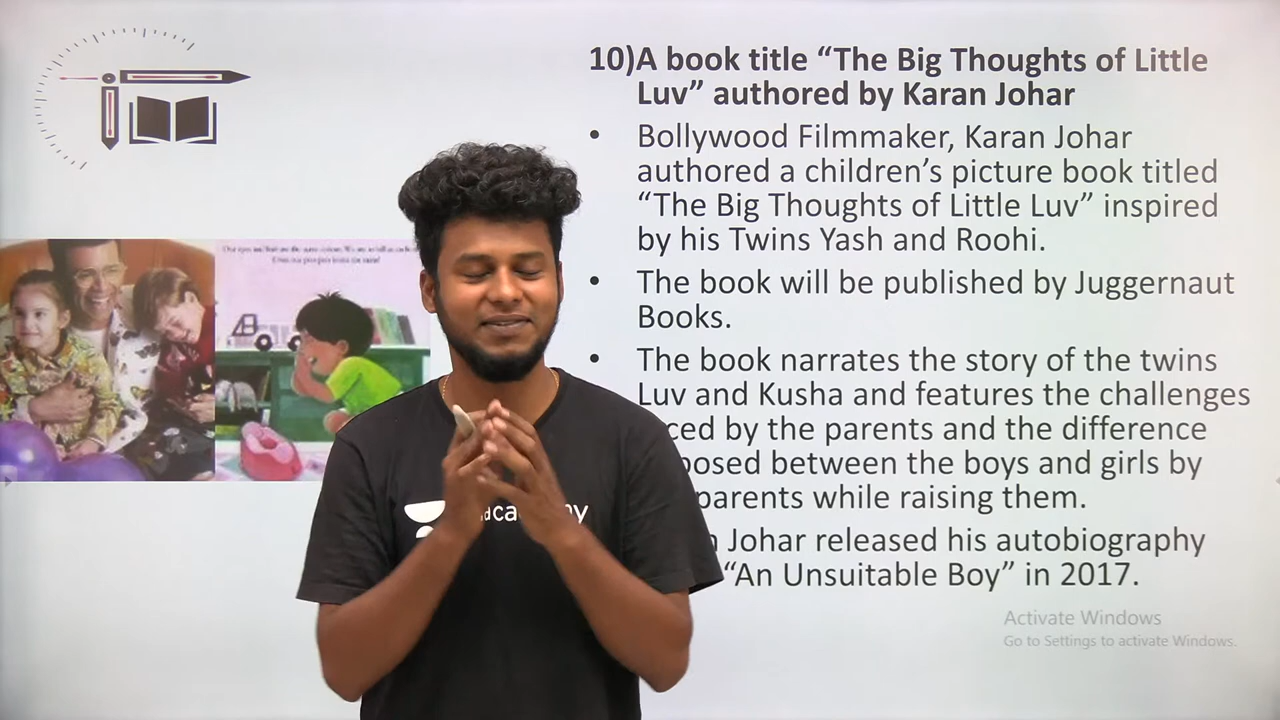 10)A book title “The Big Thoughts of Little
Luv” authored by Karan Johar
• Bollywood Filmmaker, Karan Johar
authored a children’s picture book titled
“The Big Thoughts of Little Luv” inspired
by his Twins Yash and Roohi.
• The book will be published by Juggernaut
Books.
• The book narrates the story of the twins
Luv and Kusha and features the challenges
ced by the parents and the difference
posed between the boys and girls by
parents while raising them.
Johar released his autobiography
“An Unsuitable Boy” in 2017.
Activate Windows
Go to Settings to activate Windows.